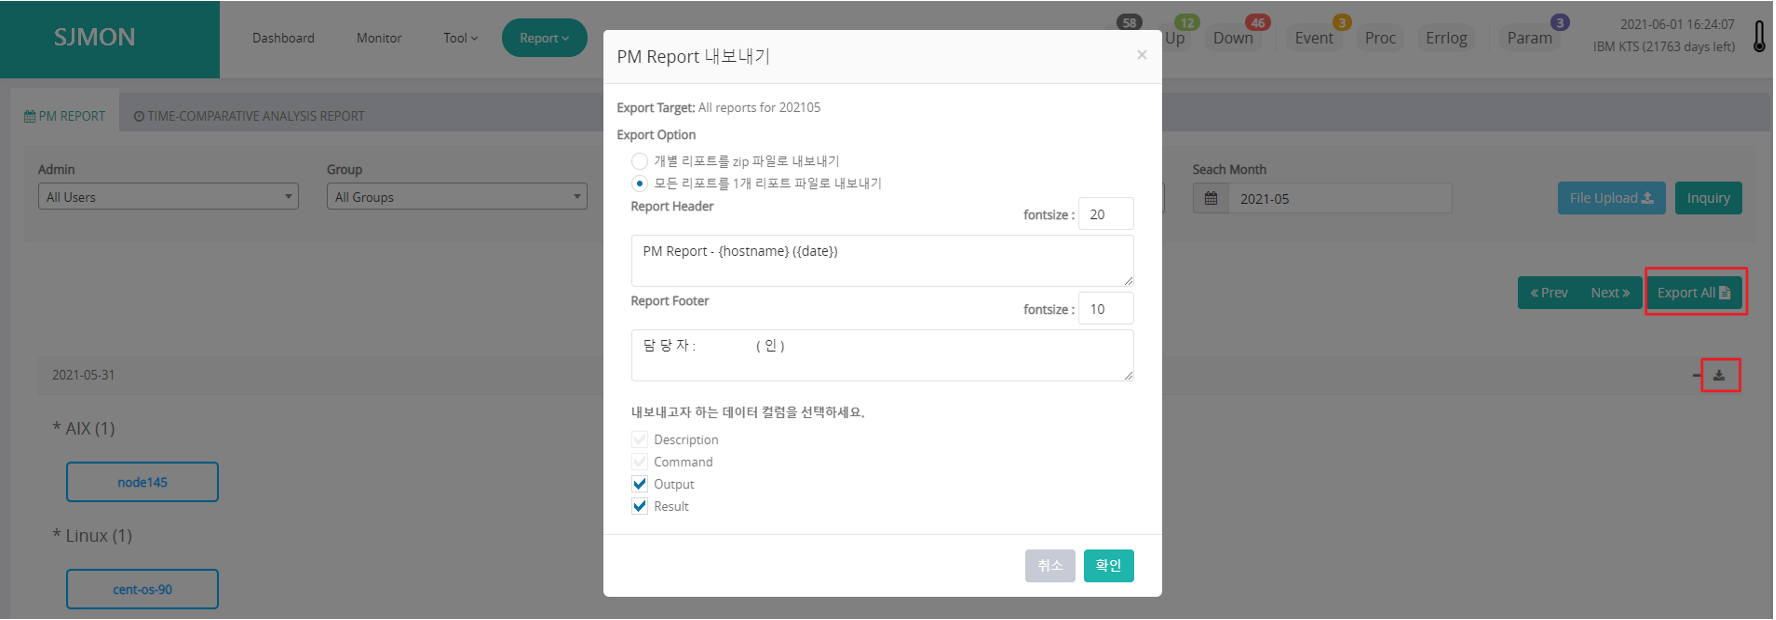 SJMON
Dashboard
Monitor
Tool
Report
58
Up
12
Down
46
Event
3
Proc
Errlog
Param
3
2021-06-01 16:24:07
IBM KTS (21763 days left)
PM REPORT
TIME-COMPARATIVE ANALYSIS REPORT
Admin
All Users
Group
All Groups
Seach Month
2021-05
File Upload
Inquiry
« Prev
Next »
Export All
2021-05-31
* AIX (1)
node145
* Linux (1)
cent-os-90
PM Report 내보내기
×
Export Target: All reports for 202105
Export Option
개별 리포트를 zip 파일로 내보내기
모든 리포트를 1개 리포트 파일로 내보내기
Report Header
fontsize : 20
PM Report - {hostname} ({date})
Report Footer
fontsize : 10
담 당 자 : ( 인 )
내보내고자 하는 데이터 컬럼을 선택하세요.
Description
Command
Output
Result
취소
확인